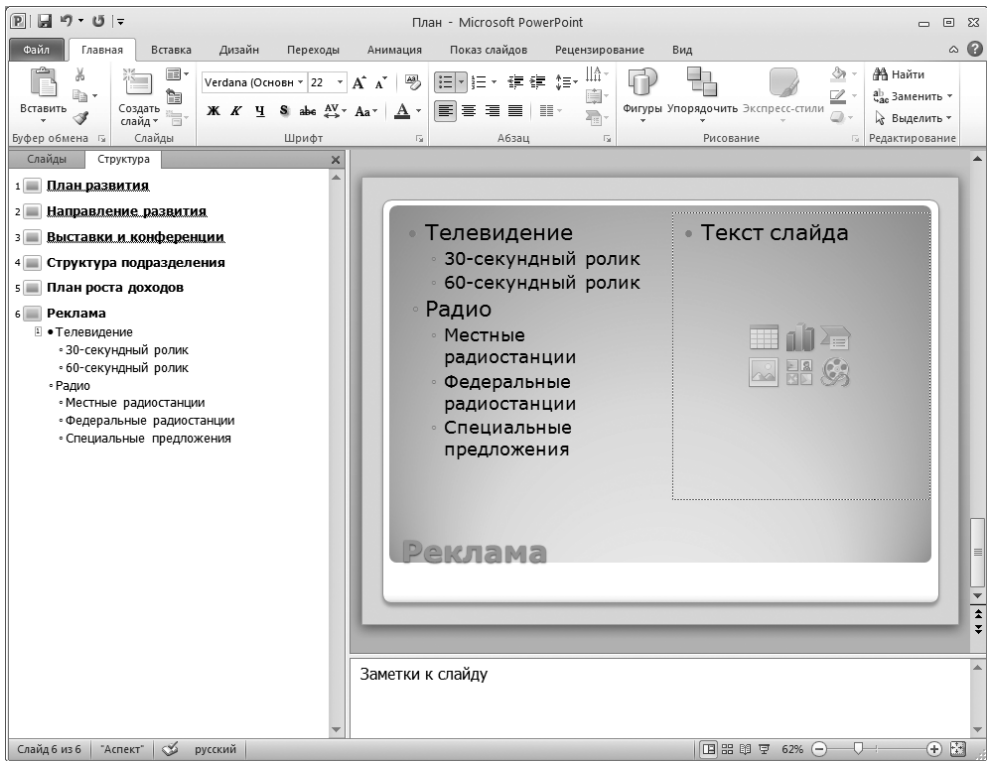 План - Microsoft PowerPoint
Файл Главная Вставка Дизайн Переходы Анимация Показ слайдов Рецензирование Вид
Вставить
Буфер обмена
Создать слайд
Слайды
Verdana (Основн 22
Ж К Ч S abc AV Aa A
Шрифт
Абзац
Фигуры Упорядочить Экспресс-стили
Рисование
Найти
Заменить
Выделить
Редактирование
Слайды Структура
1 План развития
2 Направление развития
3 Выставки и конференции
4 Структура подразделения
5 План роста доходов
6 Реклама
1 • Телевидение
30-секундный ролик
60-секундный ролик
Радио
Местные радиостанции
Федеральные радиостанции
Специальные предложения
Телевидение
30-секундный ролик
60-секундный ролик
Радио
Местные
радиостанции
Федеральные
радиостанции
Специальные
предложения
• Текст слайда
Реклама
Заметки к слайду
Слайд 6 из 6 "Аспект" русский 62%